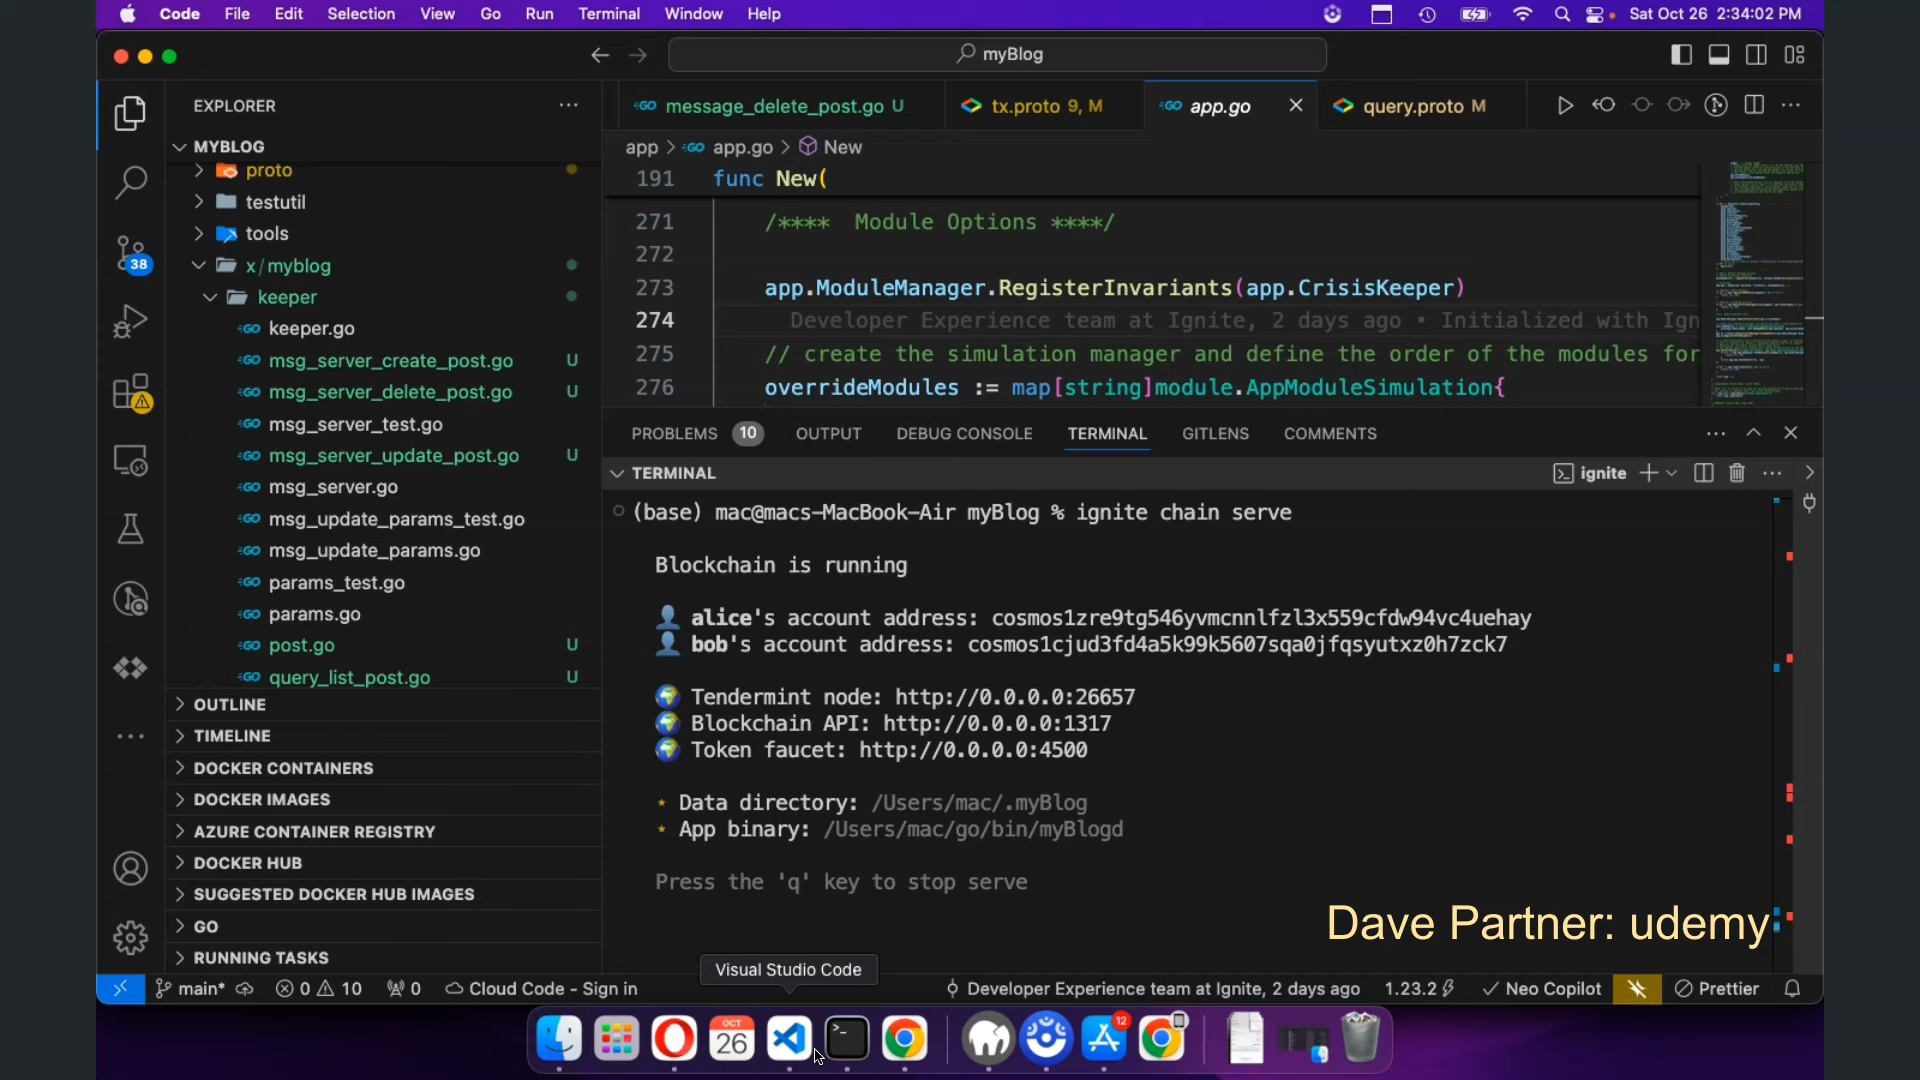 Code File Edit Selection View Go Run Terminal Window Help Sat Oct 26 2:34:02 PM
myBlog
EXPLORER
message_delete_post.go U tx.proto 9, M app.go query.proto M
MYBLOG
app > app.go > New
proto
191 func New(
testutil
tools
x/myblog
keeper
keeper.go
msg_server_create_post.go U
msg_server_delete_post.go U
msg_server_test.go
msg_server_update_post.go U
msg_server.go
msg_update_params_test.go
msg_update_params.go
params_test.go
params.go
post.go U
query_list_post.go U
271 /**** Module Options ****/
272
273 app.ModuleManager.RegisterInvariants(app.CrisisKeeper)
274 Developer Experience team at Ignite, 2 days ago • Initialized with Ign
275 // create the simulation manager and define the order of the modules for
276 overrideModules := map[string]module.AppModuleSimulation{
38
PROBLEMS 10 OUTPUT DEBUG CONSOLE TERMINAL GITLENS COMMENTS
TERMINAL ignite
(base) mac@macs-MacBook-Air myBlog % ignite chain serve
Blockchain is running
alice's account address: cosmos1zre9tg546yvmcnnlfzl3x559cfdw94vc4uehay
bob's account address: cosmos1cjud3fd4a5k99k5607sqa0jfqsyutxz0h7zck7
Tendermint node: http://0.0.0.0:26657
Blockchain API: http://0.0.0.0:1317
Token faucet: http://0.0.0.0:4500
Data directory: /Users/mac/.myBlog
App binary: /Users/mac/go/bin/myBlogd
Press the 'q' key to stop serve
OUTLINE
TIMELINE
DOCKER CONTAINERS
DOCKER IMAGES
AZURE CONTAINER REGISTRY
DOCKER HUB
SUGGESTED DOCKER HUB IMAGES
GO
RUNNING TASKS
Dave Partner: udemy
Visual Studio Code
main* 0 10 0 Cloud Code - Sign in Developer Experience team at Ignite, 2 days ago 1.23.2 Neo Copilot Prettier
OCT
26
12